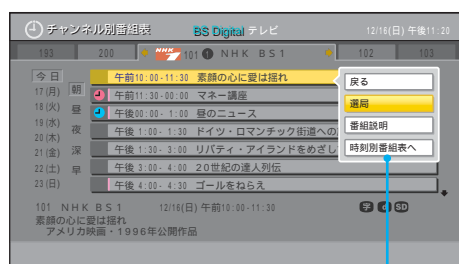 チャンネル別番組表 BS Digital テレビ 12/16(日) 午後11:20
193 200 NHK 101 1 NHK BS1 102 103
今日 午前10:00-11:30 素顔の心に愛は揺れ
戻る
17(月) 朝 午前11:30-00:00 マネー講座
選局
18(火) 昼 午後00:00- 1:00 昼のニュース
番組説明
19(水) 夜 午後 1:00- 1:30 ドイツ・ロマンチック街道への
20(木)
21(金) 深 午後 1:30- 3:00 リバティ・アイランドをめざし
時刻別番組表へ
22(土) 早 午後 3:00- 4:00 20世紀の達人列伝
23(日) 午後 4:00- 4:30 ゴールをねらえ
101 NHK BS1 12/16(日) 午前10:00-11:30 字 d SD
素顔の心に愛は揺れ
アメリカ映画・1996年公開作品